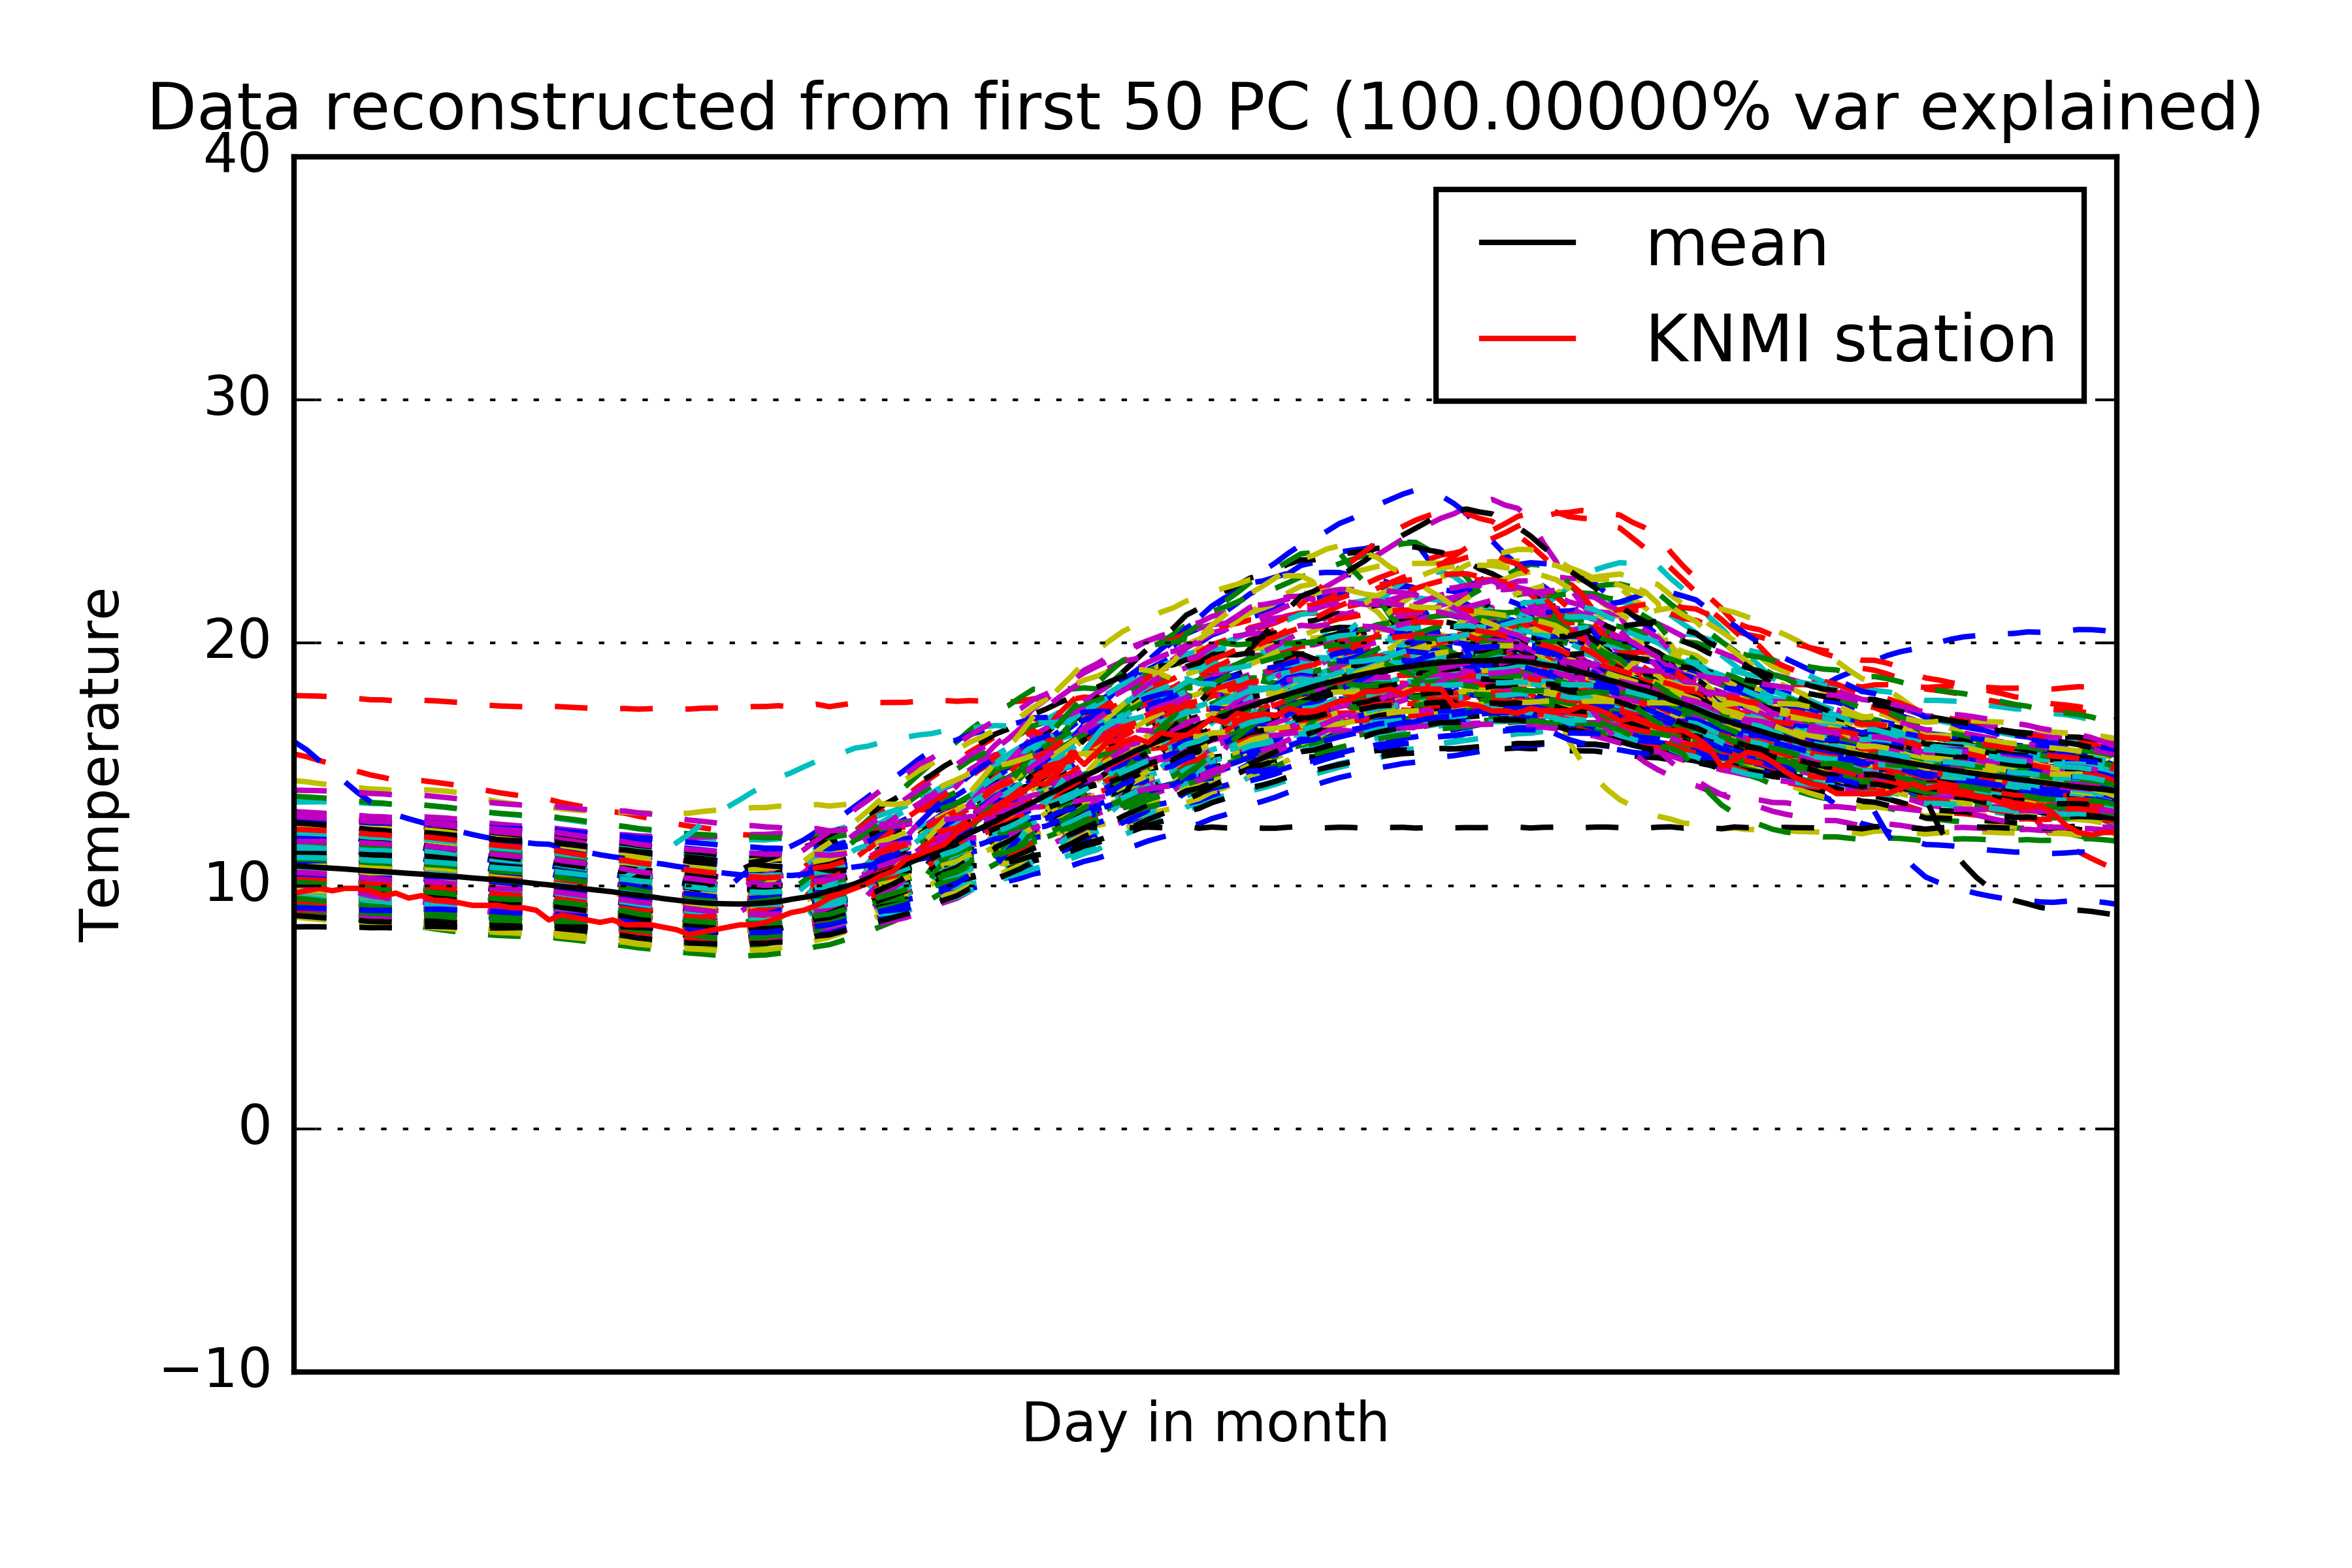 Data reconstructed from first 50 PC (100.00000% var explained)
40
30
20
10
0
−10
Temperature
mean
KNMI station
Day in month